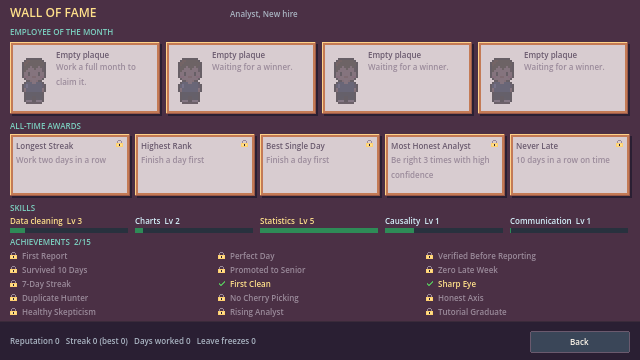 WALL OF FAME
Analyst, New hire
EMPLOYEE OF THE MONTH
Empty plaque
Work a full month to
claim it.
Empty plaque
Waiting for a winner.
Empty plaque
Waiting for a winner.
Empty plaque
Waiting for a winner.
ALL-TIME AWARDS
Longest Streak
Work two days in a row
Highest Rank
Finish a day first
Best Single Day
Finish a day first
Most Honest Analyst
Be right 3 times with high
confidence
Never Late
10 days in a row on time
SKILLS
Data cleaning Lv 3
Charts Lv 2
Statistics Lv 5
Causality Lv 1
Communication Lv 1
ACHIEVEMENTS 2/15
First Report
Perfect Day
Verified Before Reporting
Survived 10 Days
Promoted to Senior
Zero Late Week
7-Day Streak
First Clean
Sharp Eye
Duplicate Hunter
No Cherry Picking
Honest Axis
Healthy Skepticism
Rising Analyst
Tutorial Graduate
Reputation 0 Streak 0 (best 0) Days worked 0 Leave freezes 0
Back